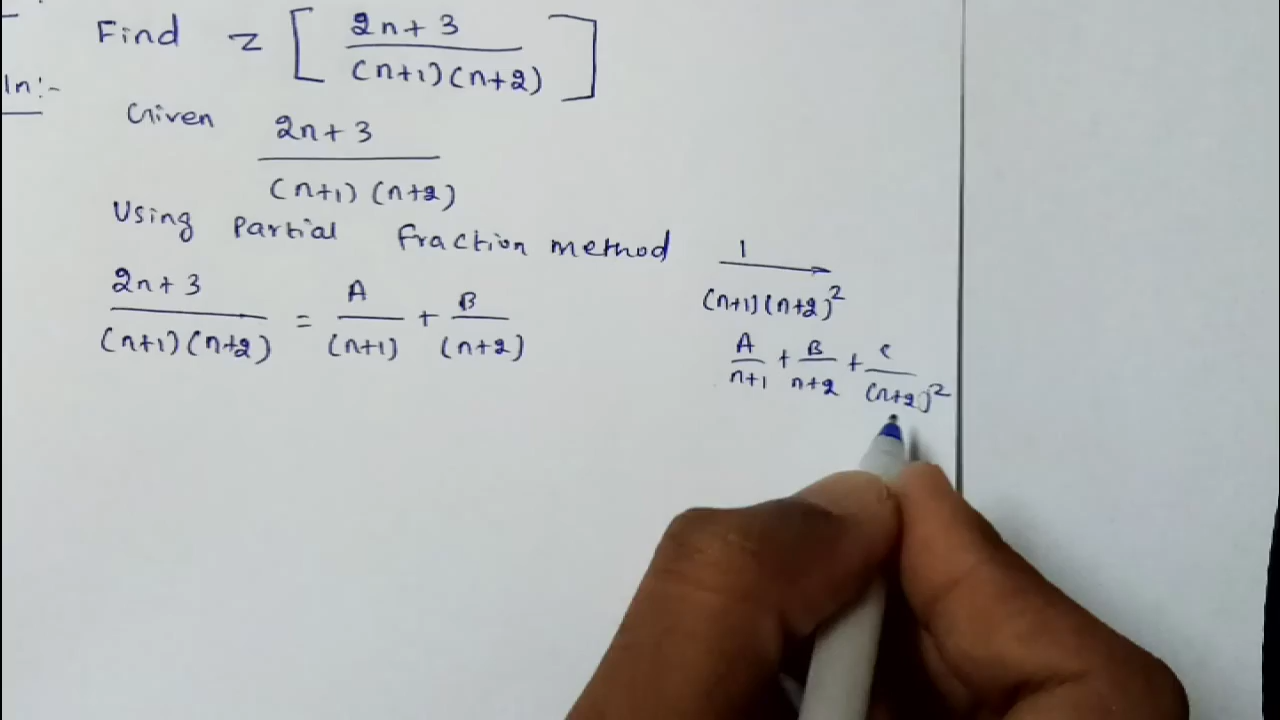 Find Z [ 2n+3 / (n+1)(n+2) ]
ln:-
Given 2n+3 / (n+1)(n+2)
Using Partial fraction method
2n+3 / (n+1)(n+2) = A / (n+1) + B / (n+2)
1 / (n+1)(n+2)²
A / n+1 + B / n+2 + C / (n+2)²